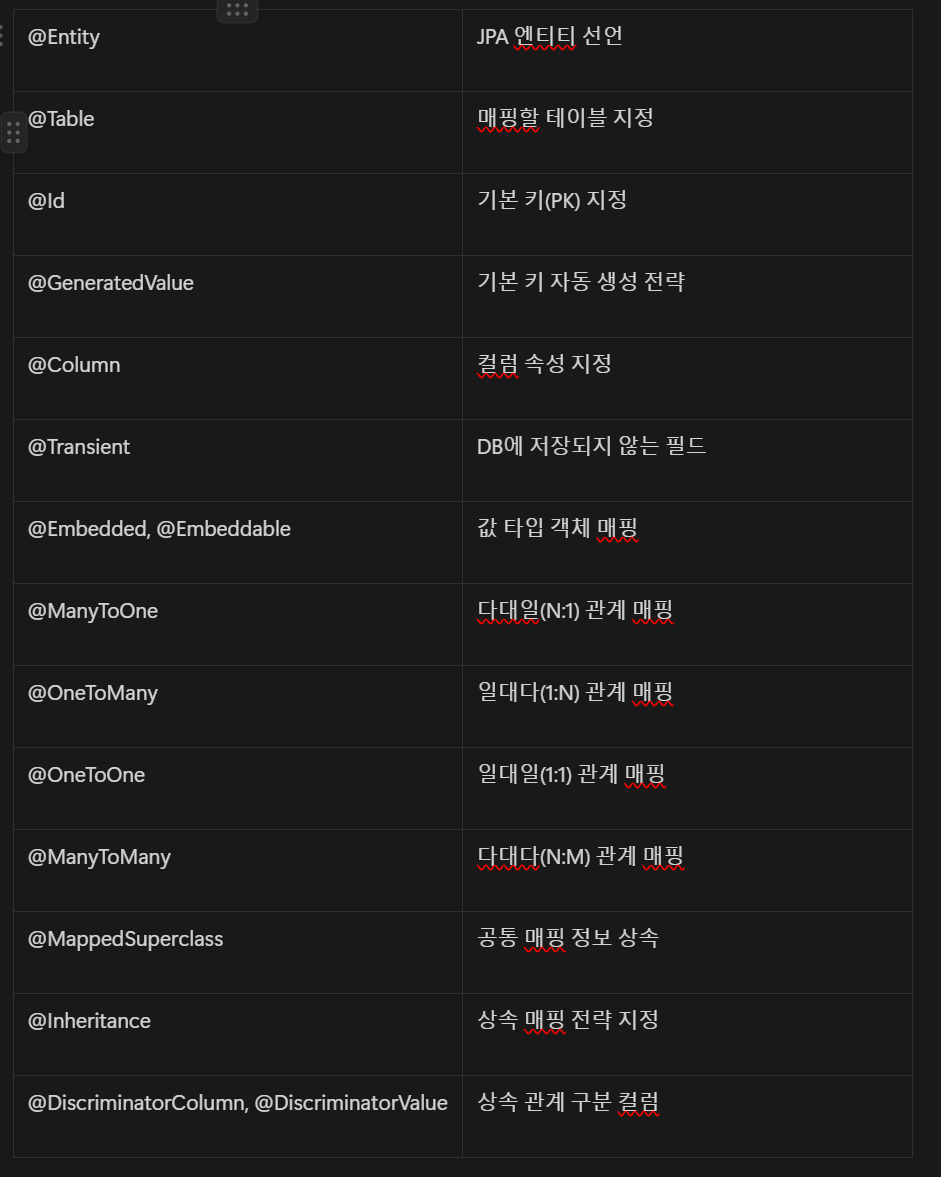 @Entity JPA 엔티티 선언
@Table 매핑할 테이블 지정
@Id 기본 키(PK) 지정
@GeneratedValue 기본 키 자동 생성 전략
@Column 컬럼 속성 지정
@Transient DB에 저장되지 않는 필드
@Embedded, @Embeddable 값 타입 객체 매핑
@ManyToOne 다대일(N:1) 관계 매핑
@OneToMany 일대다(1:N) 관계 매핑
@OneToOne 일대일(1:1) 관계 매핑
@ManyToMany 다대다(N:M) 관계 매핑
@MappedSuperclass 공통 매핑 정보 상속
@Inheritance 상속 매핑 전략 지정
@DiscriminatorColumn, @DiscriminatorValue 상속 관계 구분 컬럼